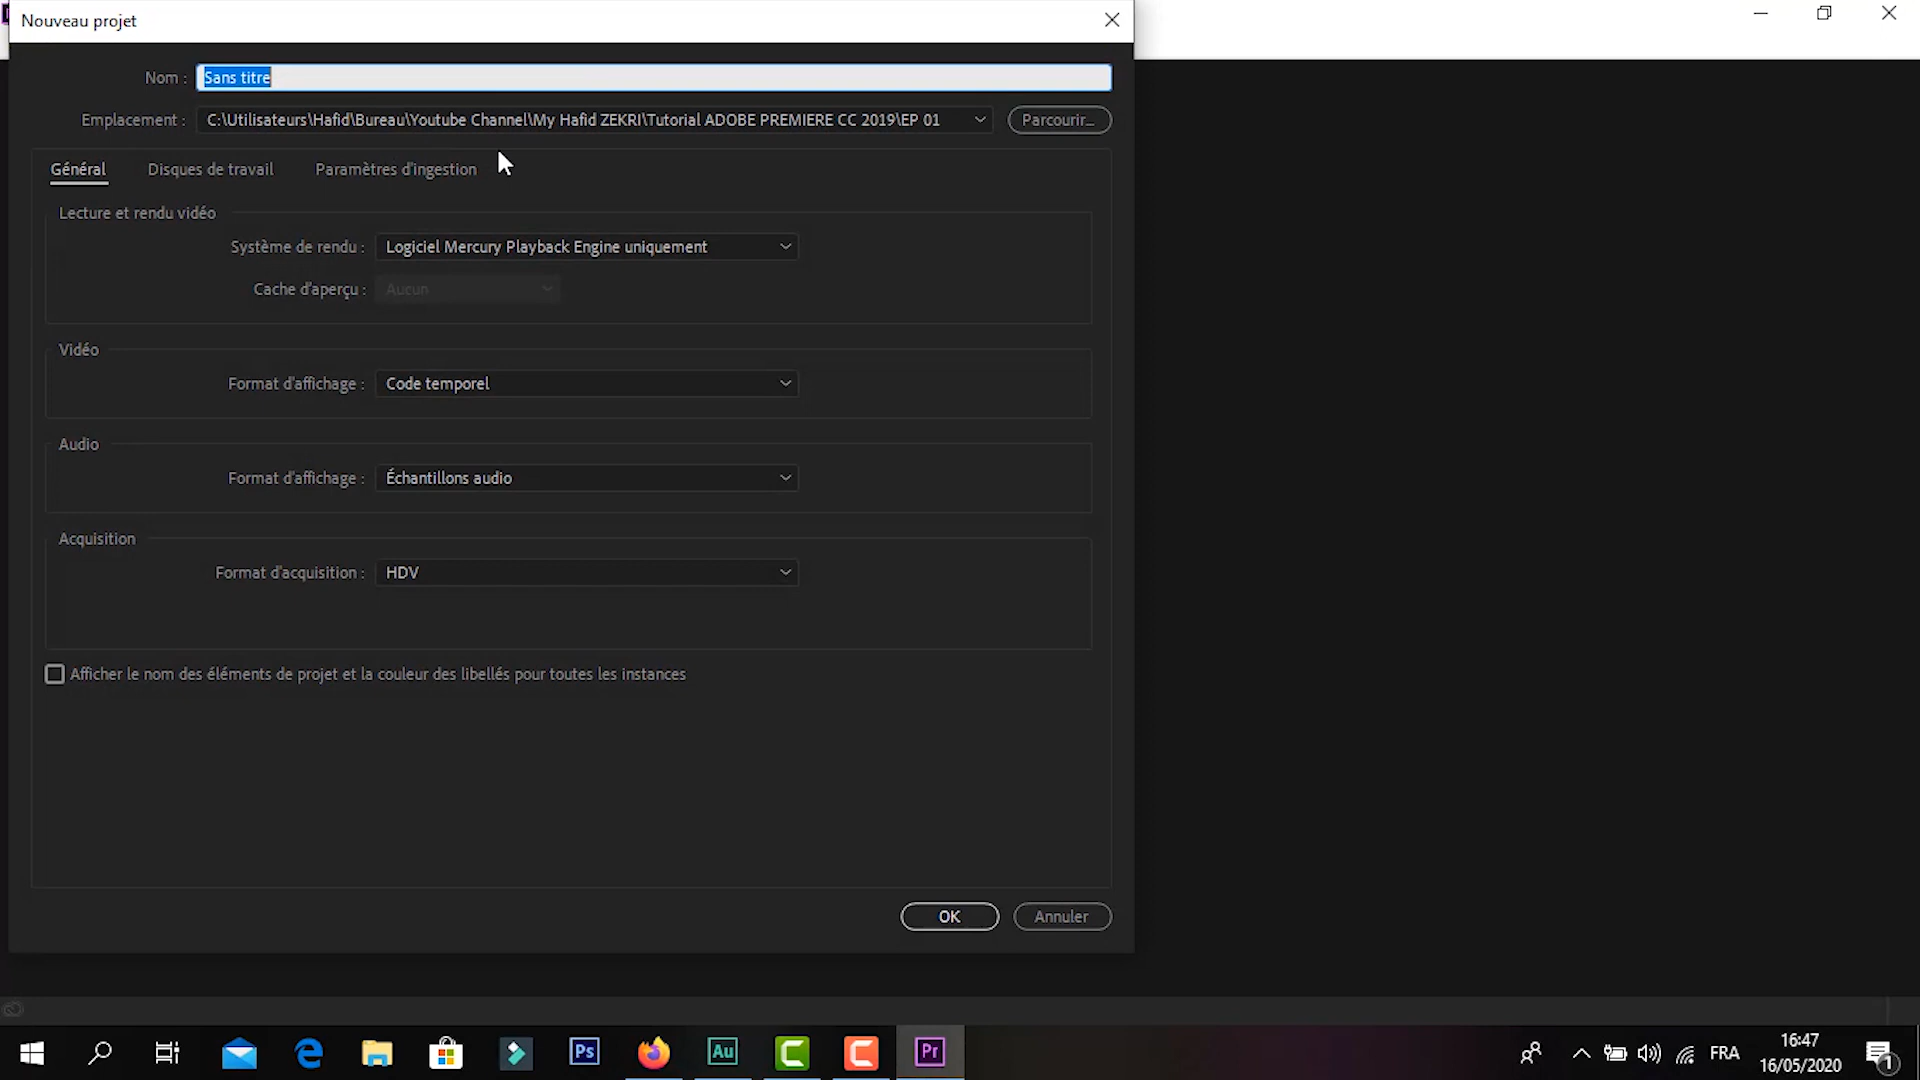 Nouveau projet
Nom : Sans titre
Emplacement : C:\Utilisateurs\Hafid\Bureau\Youtube Channel\My Hafid ZEKRI\Tutorial ADOBE PREMIERE CC 2019\EP 01 Parcourir...
Général Disques de travail Paramètres d'ingestion
Lecture et rendu vidéo
Système de rendu : Logiciel Mercury Playback Engine uniquement
Cache d'aperçu : Aucun
Vidéo
Format d'affichage : Code temporel
Audio
Format d'affichage : Échantillons audio
Acquisition
Format d'acquisition : HDV
Afficher le nom des éléments de projet et la couleur des libellés pour toutes les instances
OK Annuler
Ps Au Pr FRA 16:47
16/05/2020 1